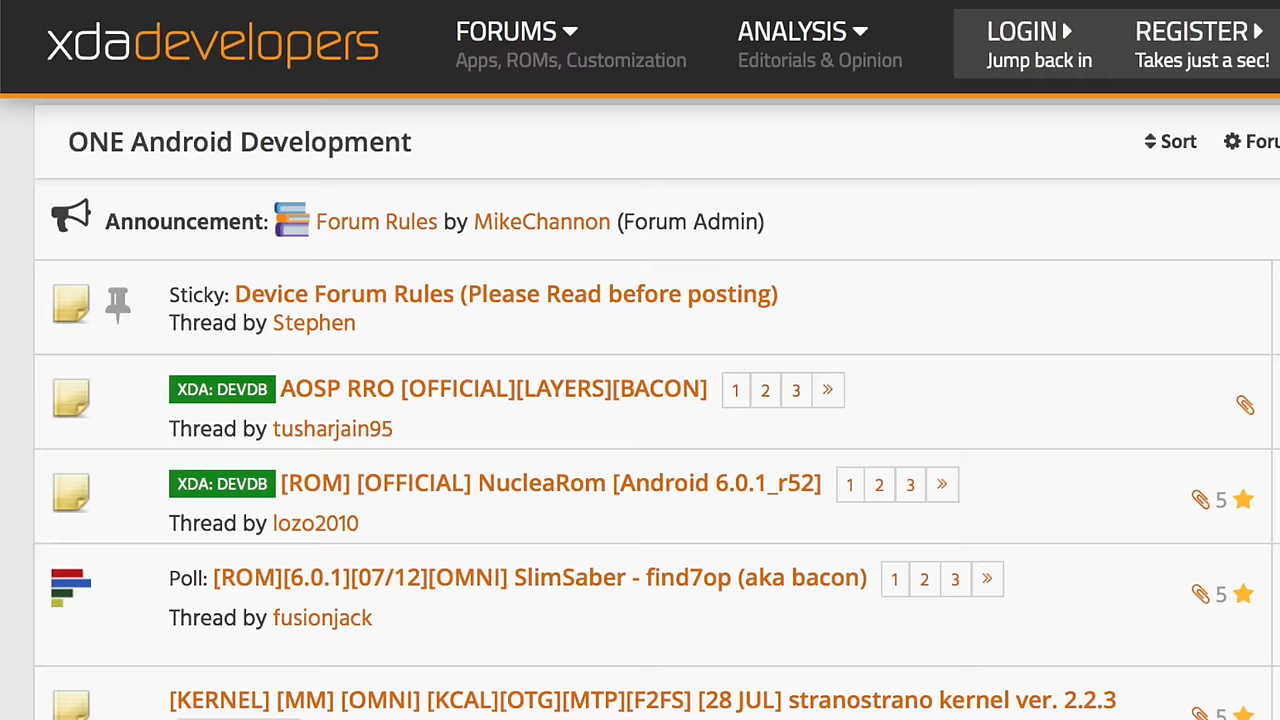 xdadevelopers
FORUMS
Apps, ROMs, Customization
ANALYSIS
Editorials & Opinion
LOGIN
Jump back in
REGISTER
Takes just a sec!
ONE Android Development
Sort
Foru
Announcement: Forum Rules by MikeChannon (Forum Admin)
Sticky: Device Forum Rules (Please Read before posting)
Thread by Stephen
XDA: DEVDB AOSP RRO [OFFICIAL][LAYERS][BACON] 1 2 3 »
Thread by tusharjain95
XDA: DEVDB [ROM] [OFFICIAL] NucleaRom [Android 6.0.1_r52] 1 2 3 »
5
Thread by lozo2010
Poll: [ROM][6.0.1][07/12][OMNI] SlimSaber - find7op (aka bacon) 1 2 3 »
5
Thread by fusionjack
[KERNEL] [MM] [OMNI] [KCAL][OTG][MTP][F2FS] [28 JUL] stranostrano kernel ver. 2.2.3
5